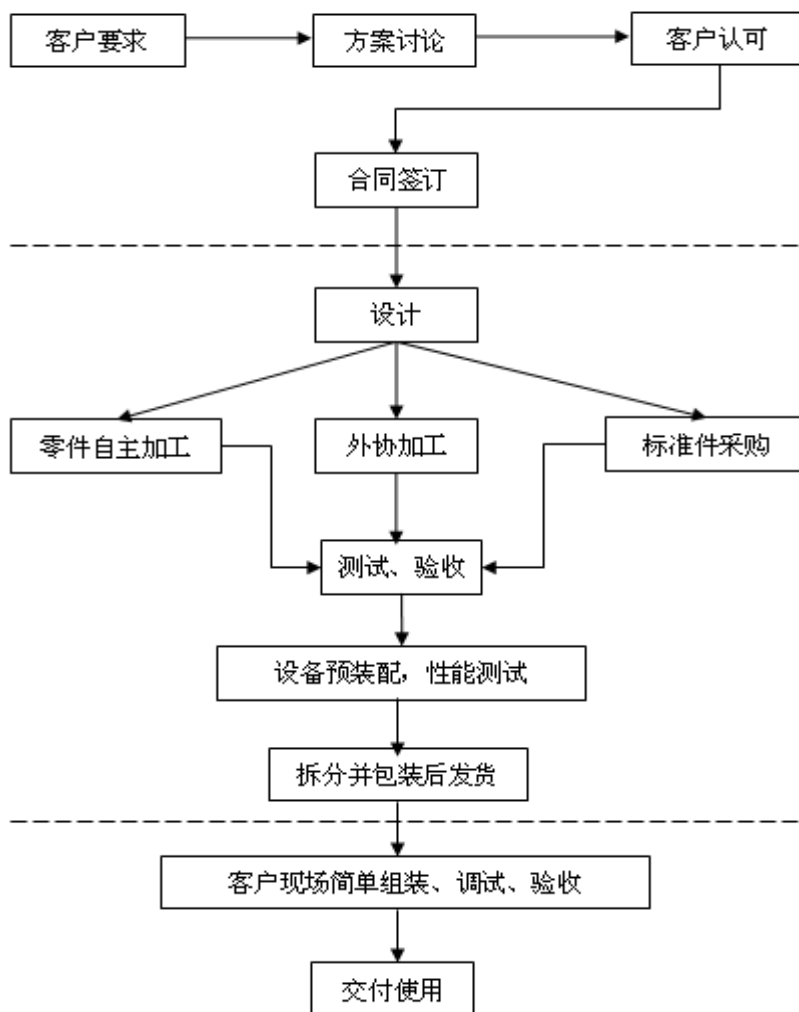 客户要求
方案讨论
客户认可
合同签订
设计
零件自主加工
外协加工
标准件采购
测试、验收
设备预装配，性能测试
拆分并包装后发货
客户现场简单组装、调试、验收
交付使用